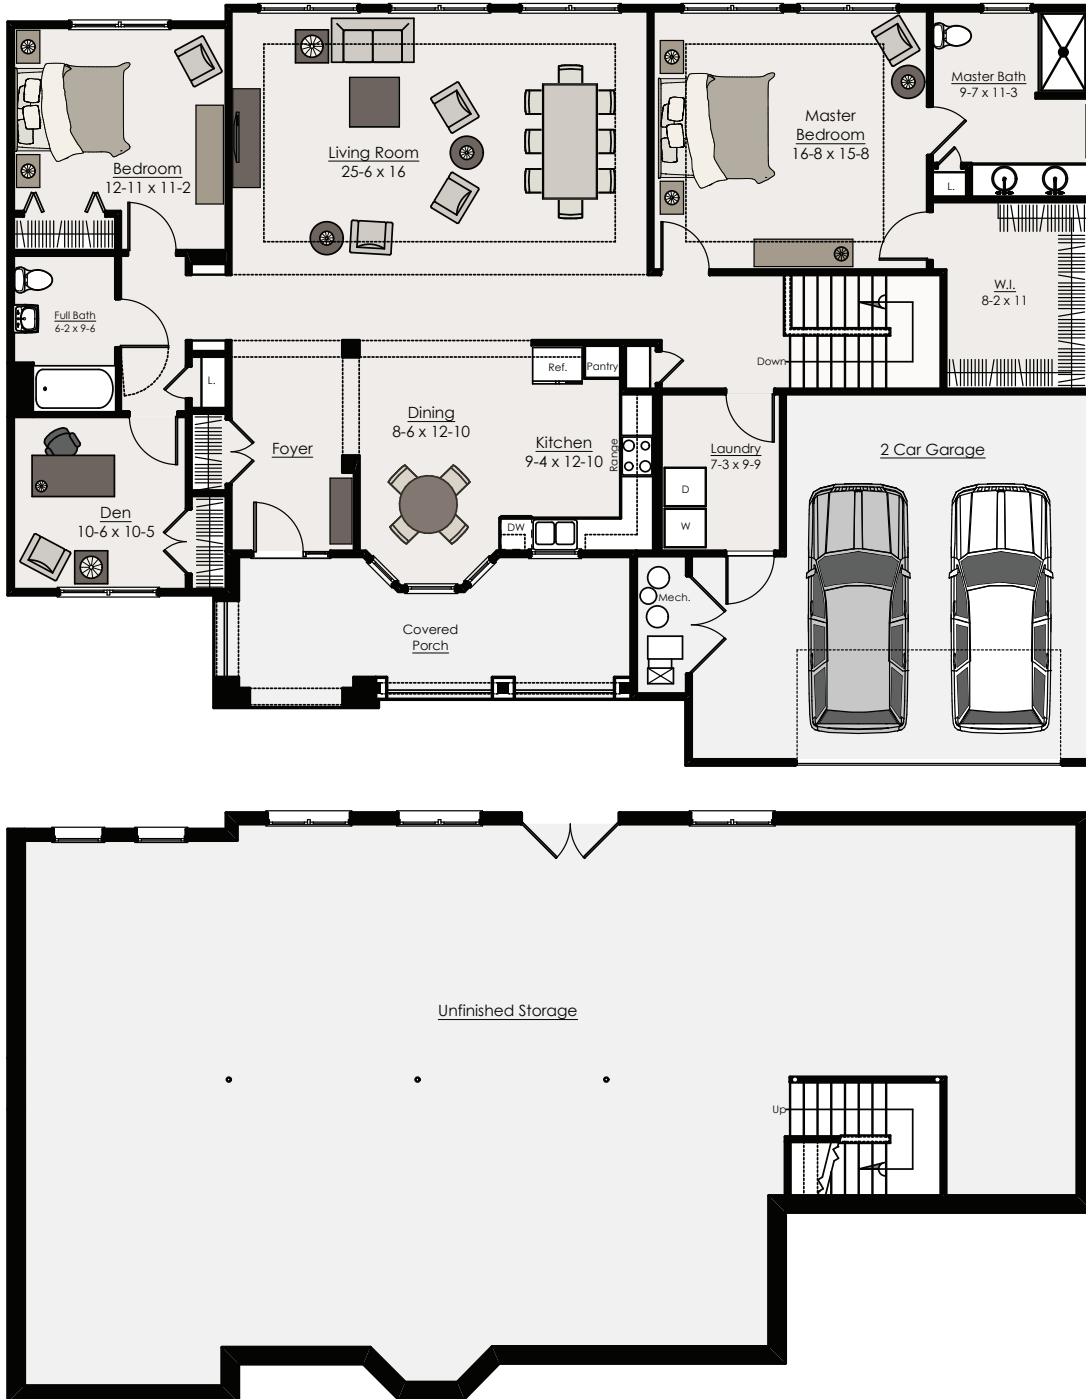 Master Bath
9-7 x 11-3
Master
Bedroom
16-8 x 15-8
Living Room
25-6 x 16
Bedroom
12-11 x 11-2
L.
W.I.
8-2 x 11
Full Bath
6-2 x 9-6
Down
Ref.
Pantry
L.
Dining
8-6 x 12-10
Kitchen
9-4 x 12-10
Range
Foyer
Laundry
7-3 x 9-9
2 Car Garage
D
W
Den
10-6 x 10-5
DW
Mech.
Covered
Porch
Unfinished Storage
Up